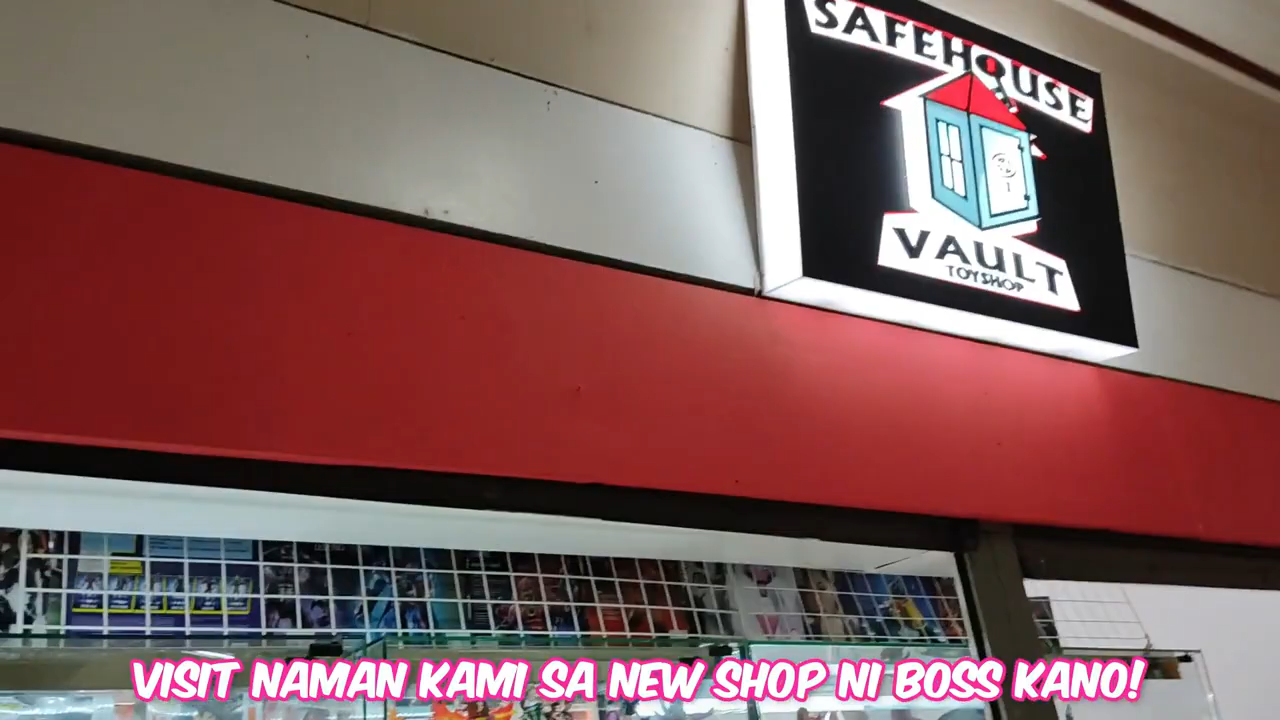 SAFEHOUSE
VAULT
TOYSHOP
VISIT NAMAN KAMI SA NEW SHOP NI BOSS KANO!